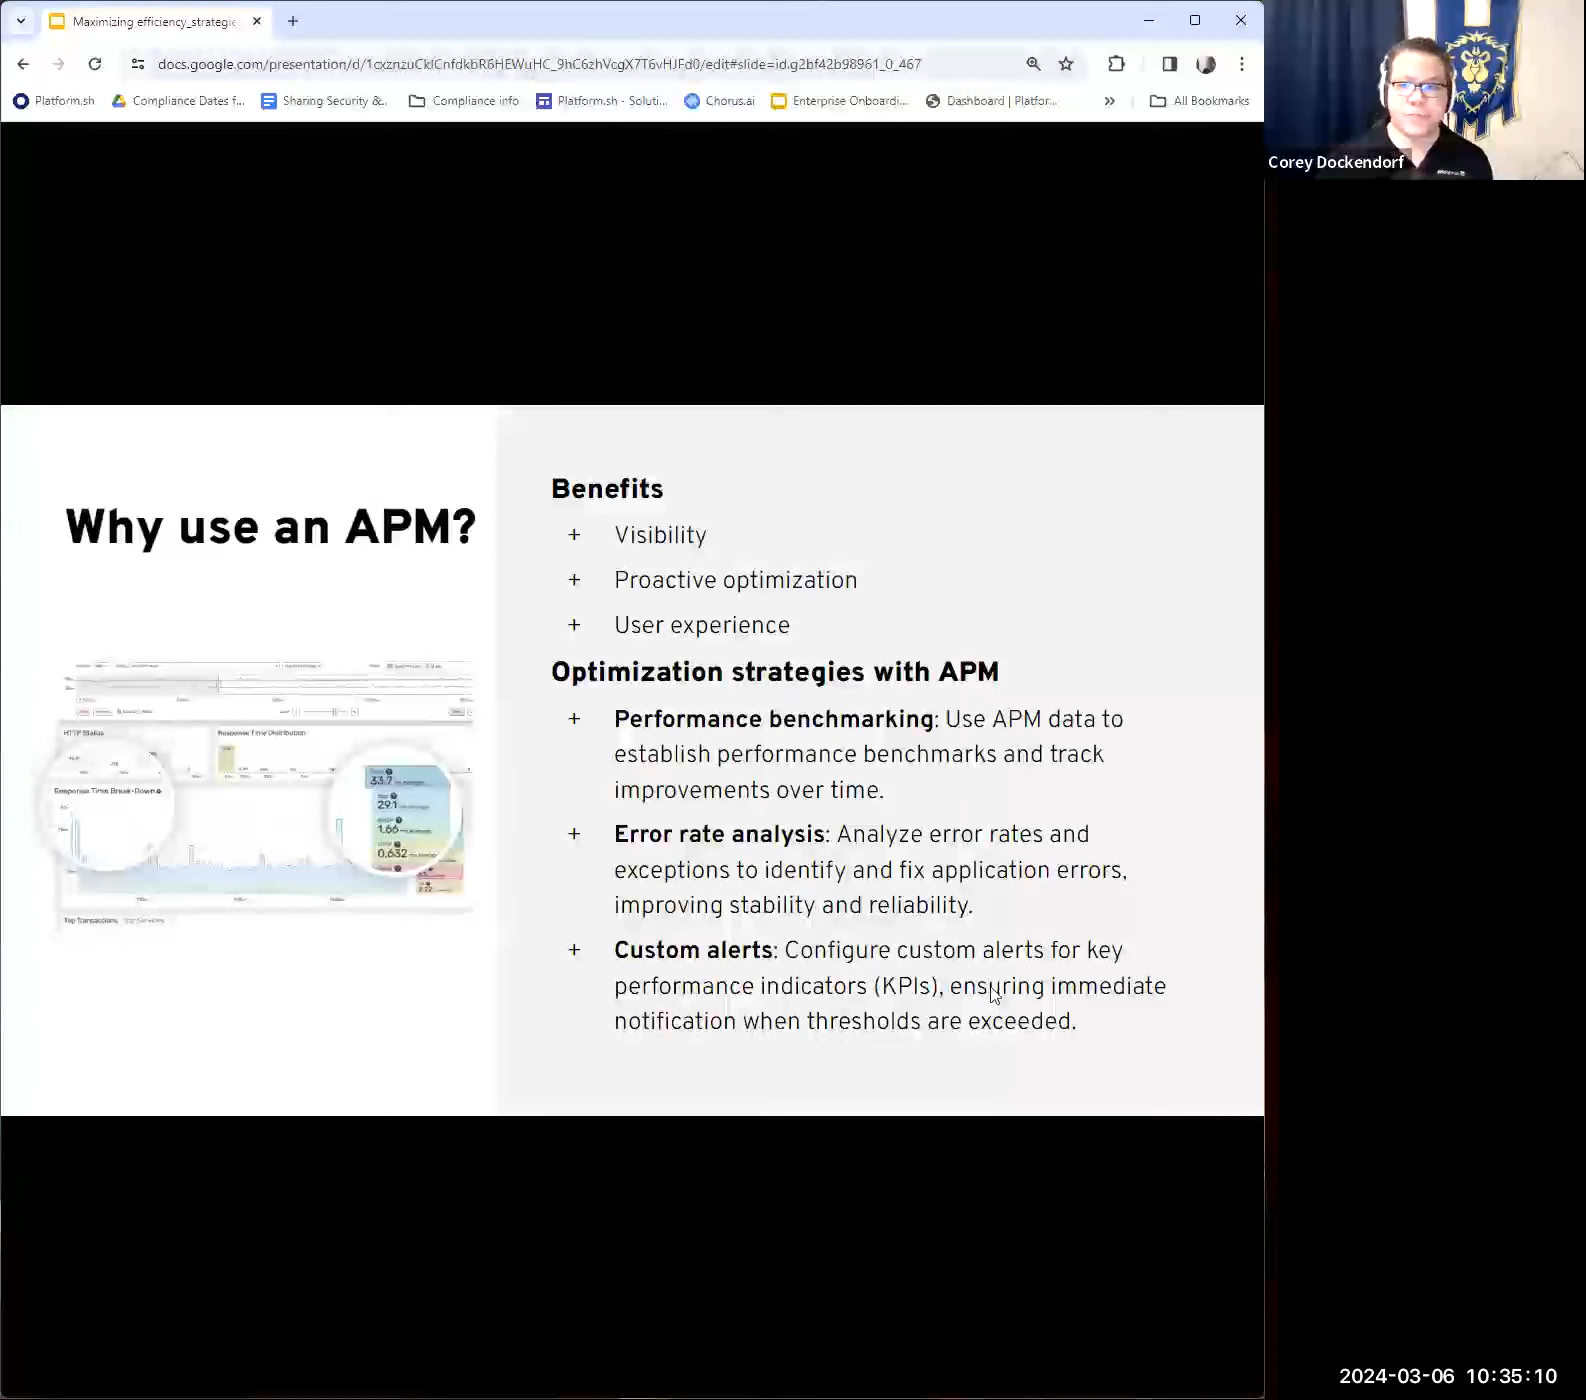 Maximizing efficiency_strategie
docs.google.com/presentation/d/1oxznzuCklCnfdkbR6HEWuHC_9hC6zhVcgX7T6vHJFd0/edit#slide=id.g2bf42b98961_0_467
Platform.sh
Compliance Dates f...
Sharing Security &...
Compliance info
Platform.sh - Soluti...
Chorus.ai
Enterprise Onboardi...
Dashboard | Platfor...
All Bookmarks
Corey Dockendorf
Why use an APM?
HTTP Status
Response Time Distribution
Response Time Break-Down
33.7
29.1
1.66
0.632
Top Transactions
Top Services
Benefits
+ Visibility
+ Proactive optimization
+ User experience
Optimization strategies with APM
+ Performance benchmarking: Use APM data to
establish performance benchmarks and track
improvements over time.
+ Error rate analysis: Analyze error rates and
exceptions to identify and fix application errors,
improving stability and reliability.
+ Custom alerts: Configure custom alerts for key
performance indicators (KPIs), ensuring immediate
notification when thresholds are exceeded.
2024-03-06 10:35:10